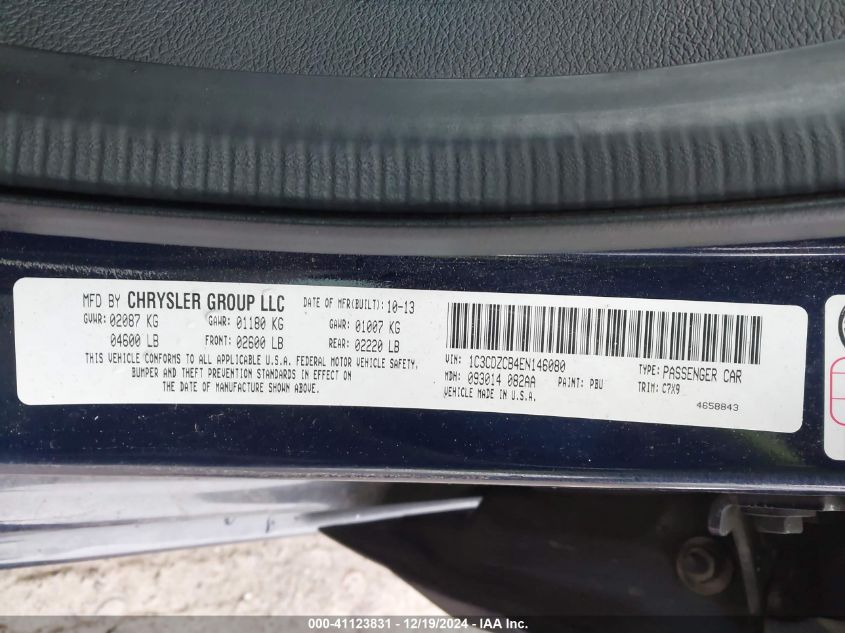 MFD BY CHRYSLER GROUP LLC DATE OF MFR(BUILT): 10-13
GVWR: 02087 KG GAWR: 01180 KG GAWR: 01007 KG
04600 LB FRONT: 02600 LB REAR: 02220 LB
THIS VEHICLE CONFORMS TO ALL APPLICABLE U.S.A. FEDERAL MOTOR VEHICLE SAFETY,
BUMPER AND THEFT PREVENTION STANDARDS IN EFFECT ON
THE DATE OF MANUFACTURE SHOWN ABOVE.
VIN: 1C3CDZCB4EN146080 TYPE: PASSENGER CAR
MDH: 093014 082AA PAINT: PBU TRIM: C7X9
VEHICLE MADE IN U.S.A. 4658843
000-41123831 - 12/19/2024 - IAA Inc.